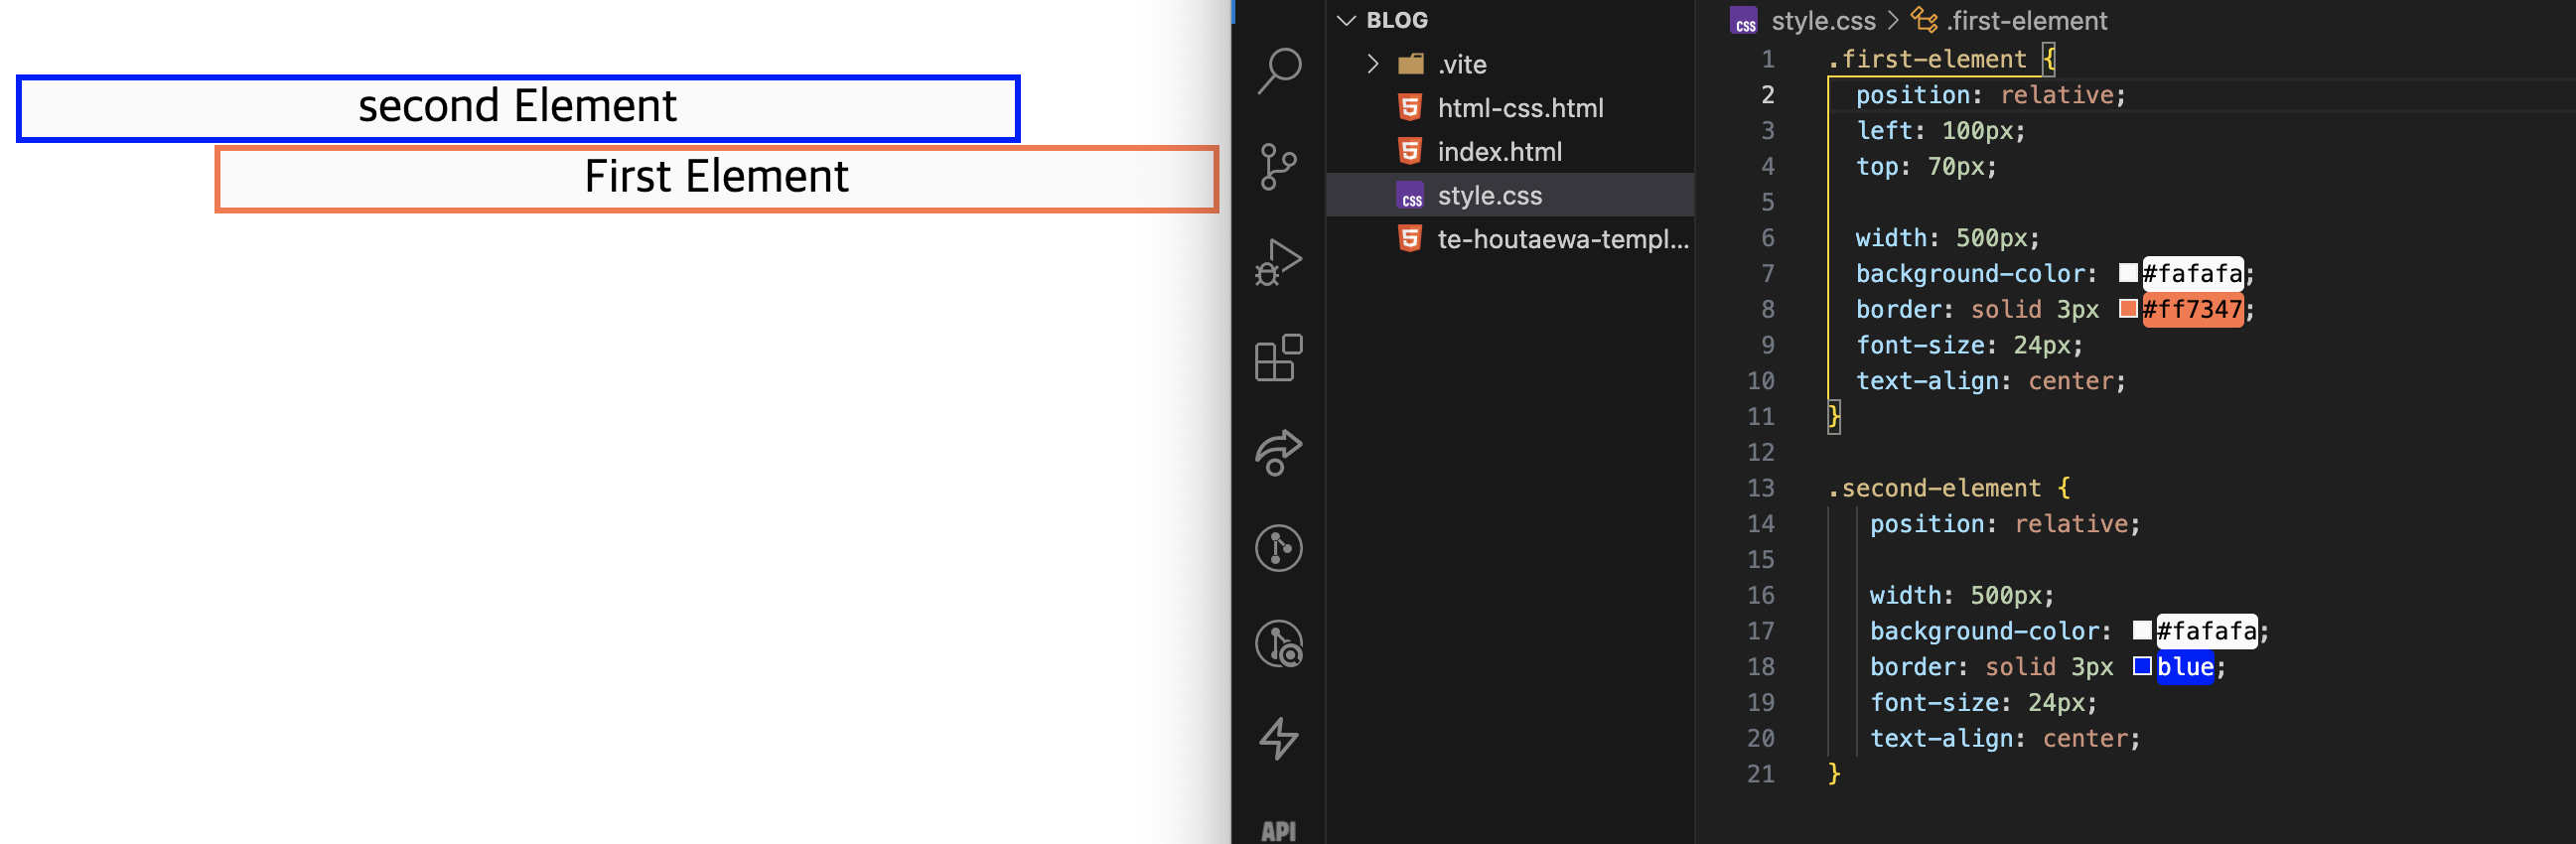 second Element
First Element
BLOG
.vite
html-css.html
index.html
style.css
te-houtaewa-templ...
API
style.css > .first-element
1 .first-element {
2 position: relative;
3 left: 100px;
4 top: 70px;
5
6 width: 500px;
7 background-color: #fafafa;
8 border: solid 3px #ff7347;
9 font-size: 24px;
10 text-align: center;
11 }
12
13 .second-element {
14 position: relative;
15
16 width: 500px;
17 background-color: #fafafa;
18 border: solid 3px blue;
19 font-size: 24px;
20 text-align: center;
21 }